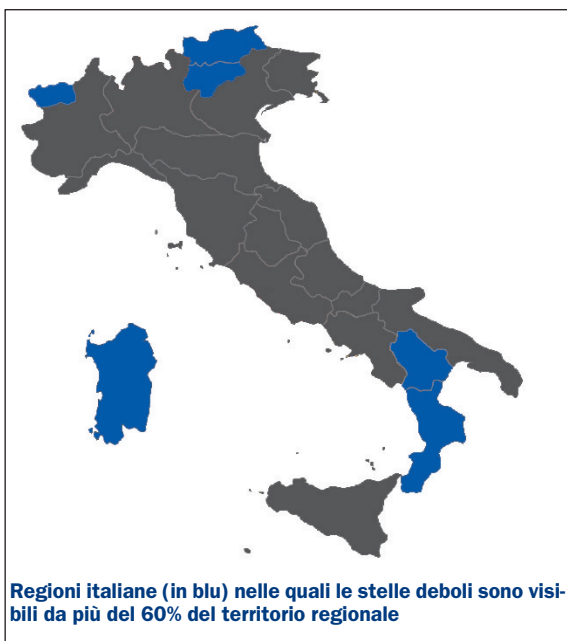 Regioni italiane (in blu) nelle quali le stelle deboli sono visi-
bili da più del 60% del territorio regionale